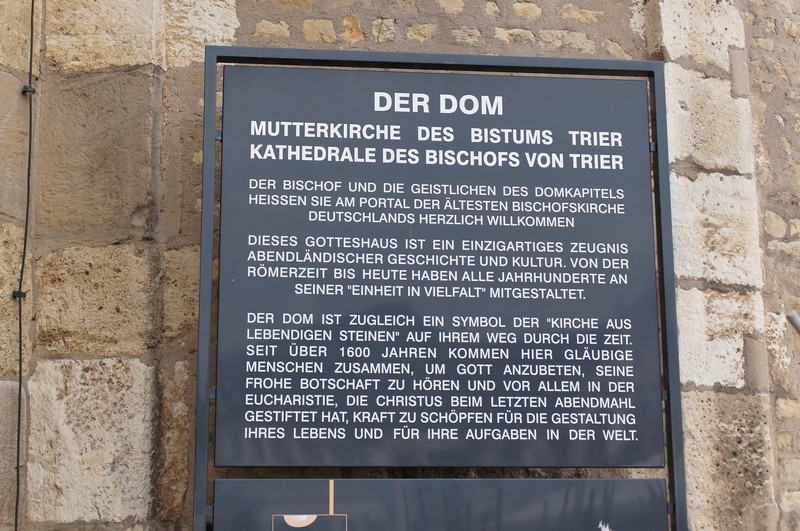 DER DOM
MUTTERKIRCHE DES BISTUMS TRIER
KATHEDRALE DES BISCHOFS VON TRIER
DER BISCHOF UND DIE GEISTLICHEN DES DOMKAPITELS
HEISSEN SIE AM PORTAL DER ÄLTESTEN BISCHOFSKIRCHE
DEUTSCHLANDS HERZLICH WILLKOMMEN
DIESES GOTTESHAUS IST EIN EINZIGARTIGES ZEUGNIS
ABENDLÄNDISCHER GESCHICHTE UND KULTUR. VON DER
RÖMERZEIT BIS HEUTE HABEN ALLE JAHRHUNDERTE AN
SEINER "EINHEIT IN VIELFALT" MITGESTALTET.
DER DOM IST ZUGLEICH EIN SYMBOL DER "KIRCHE AUS
LEBENDIGEN STEINEN" AUF IHREM WEG DURCH DIE ZEIT.
SEIT ÜBER 1600 JAHREN KOMMEN HIER GLÄUBIGE
MENSCHEN ZUSAMMEN, UM GOTT ANZUBETEN, SEINE
FROHE BOTSCHAFT ZU HÖREN UND VOR ALLEM IN DER
EUCHARISTIE, DIE CHRISTUS BEIM LETZTEN ABENDMAHL
GESTIFTET HAT, KRAFT ZU SCHÖPFEN FÜR DIE GESTALTUNG
IHRES LEBENS UND FÜR IHRE AUFGABEN IN DER WELT.